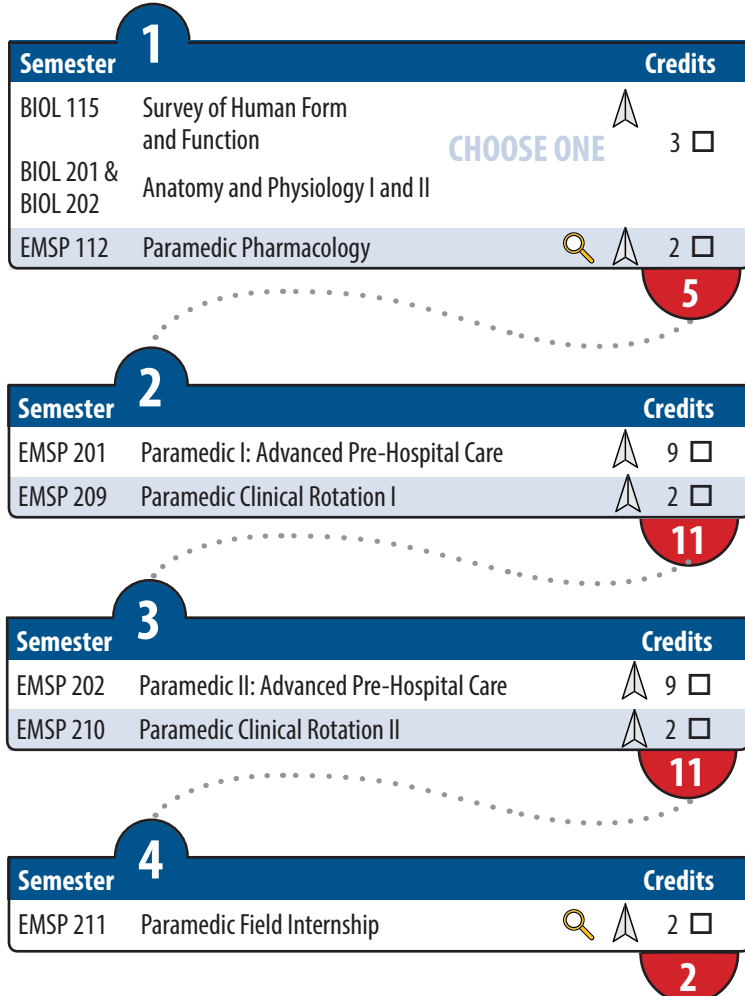 1
Semester Credits
BIOL 115 Survey of Human Form
and Function
CHOOSE ONE 3
BIOL 201 &
BIOL 202 Anatomy and Physiology I and II
EMSP 112 Paramedic Pharmacology 2
5
2
Semester Credits
EMSP 201 Paramedic I: Advanced Pre-Hospital Care 9
EMSP 209 Paramedic Clinical Rotation I 2
11
3
Semester Credits
EMSP 202 Paramedic II: Advanced Pre-Hospital Care 9
EMSP 210 Paramedic Clinical Rotation II 2
11
4
Semester Credits
EMSP 211 Paramedic Field Internship 2
2